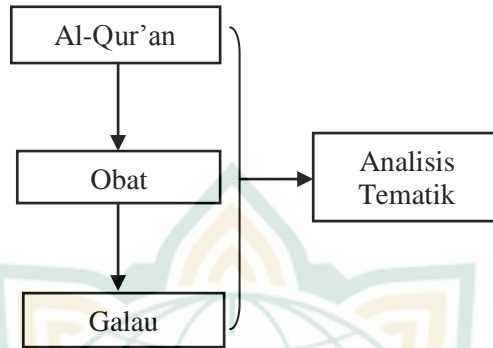 Al-Qur’an
Obat
Analisis
Tematik
Galau